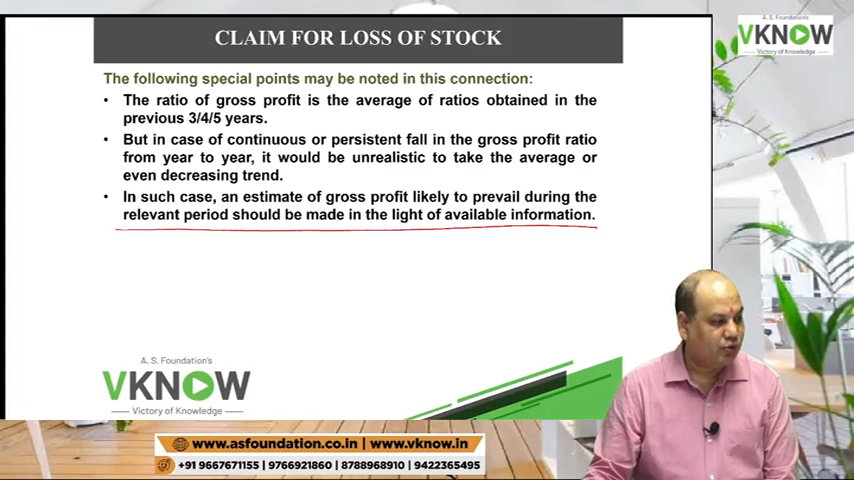 CLAIM FOR LOSS OF STOCK
A. S. Foundation's
VKNOW
Victory of Knowledge
The following special points may be noted in this connection:
• The ratio of gross profit is the average of ratios obtained in the
previous 3/4/5 years.
• But in case of continuous or persistent fall in the gross profit ratio
from year to year, it would be unrealistic to take the average or
even decreasing trend.
• In such case, an estimate of gross profit likely to prevail during the
relevant period should be made in the light of available information.
A. S. Foundation's
VKNOW
Victory of Knowledge
www.asfoundation.co.in | www.vknow.in
+91 9667671155 | 9766921860 | 8788968910 | 9422365495